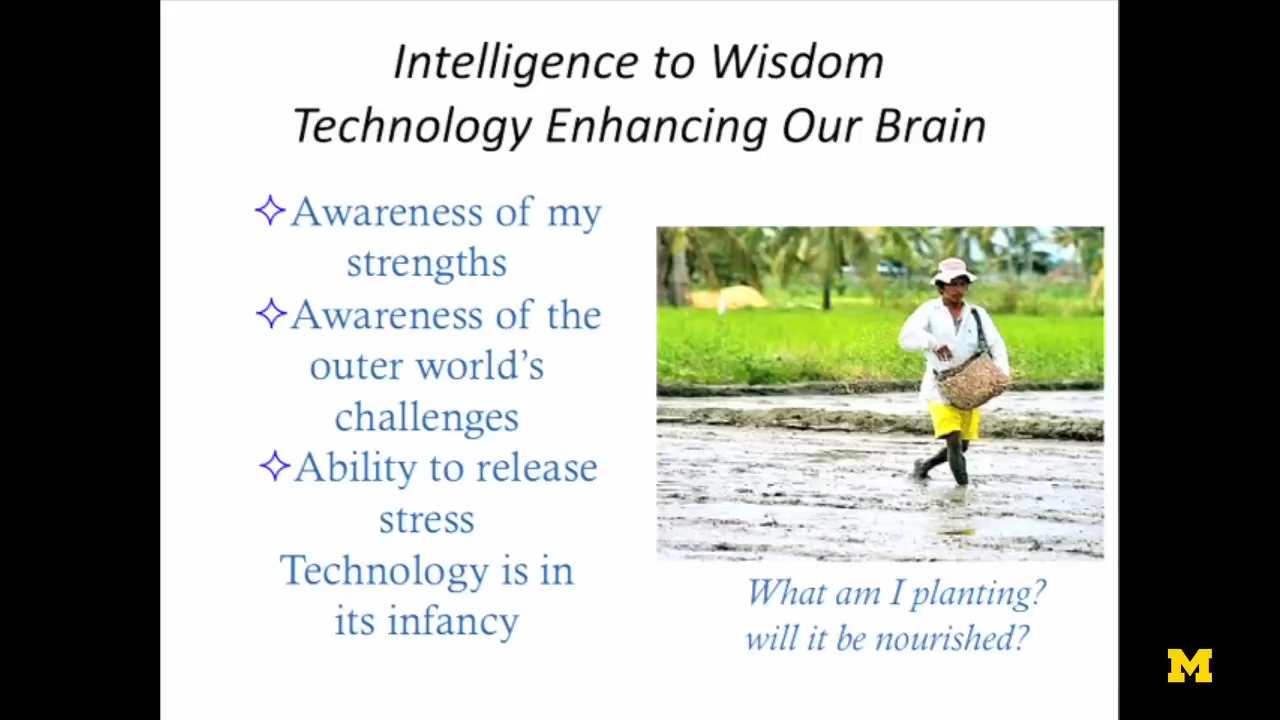 Intelligence to Wisdom
Technology Enhancing Our Brain
Awareness of my
strengths
Awareness of the
outer world's
challenges
Ability to release
stress
Technology is in
its infancy
What am I planting?
will it be nourished?
M